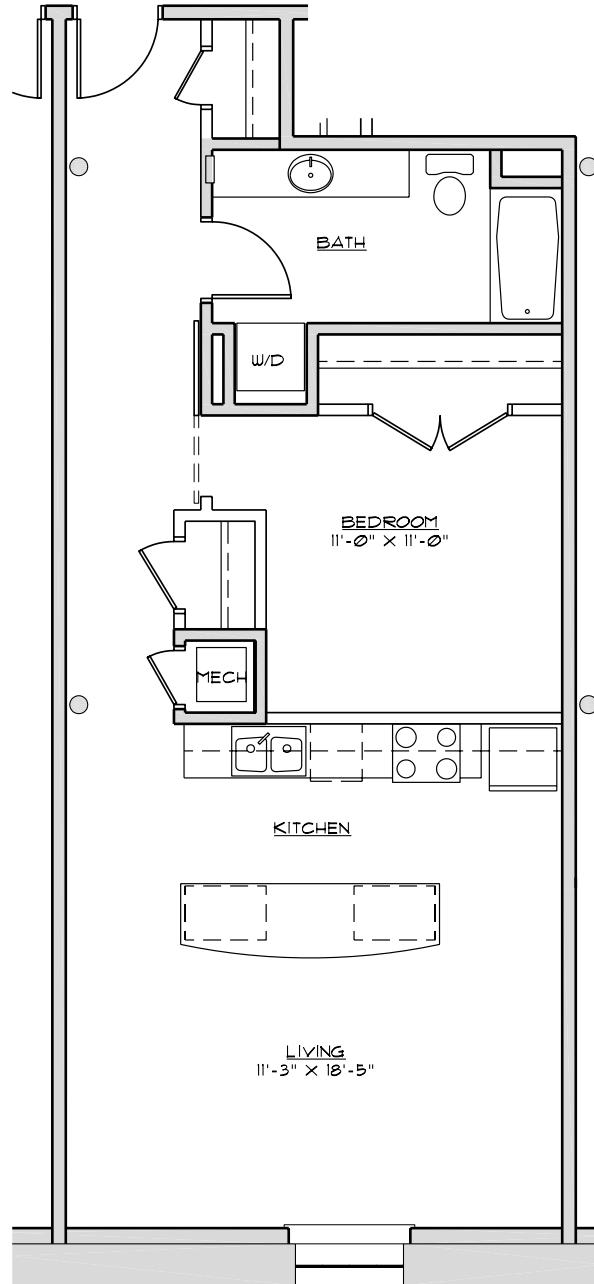 BATH
W/D
BEDROOM
11'-0" X 11'-0"
MECH
KITCHEN
LIVING
11'-3" X 18'-5"